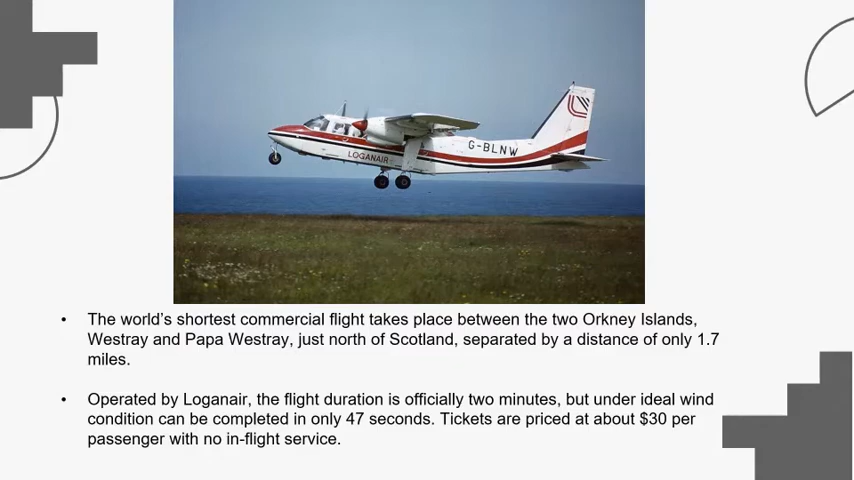 G-BLNW
LOGANAIR
• The world’s shortest commercial flight takes place between the two Orkney Islands,
Westray and Papa Westray, just north of Scotland, separated by a distance of only 1.7
miles.
• Operated by Loganair, the flight duration is officially two minutes, but under ideal wind
condition can be completed in only 47 seconds. Tickets are priced at about $30 per
passenger with no in-flight service.